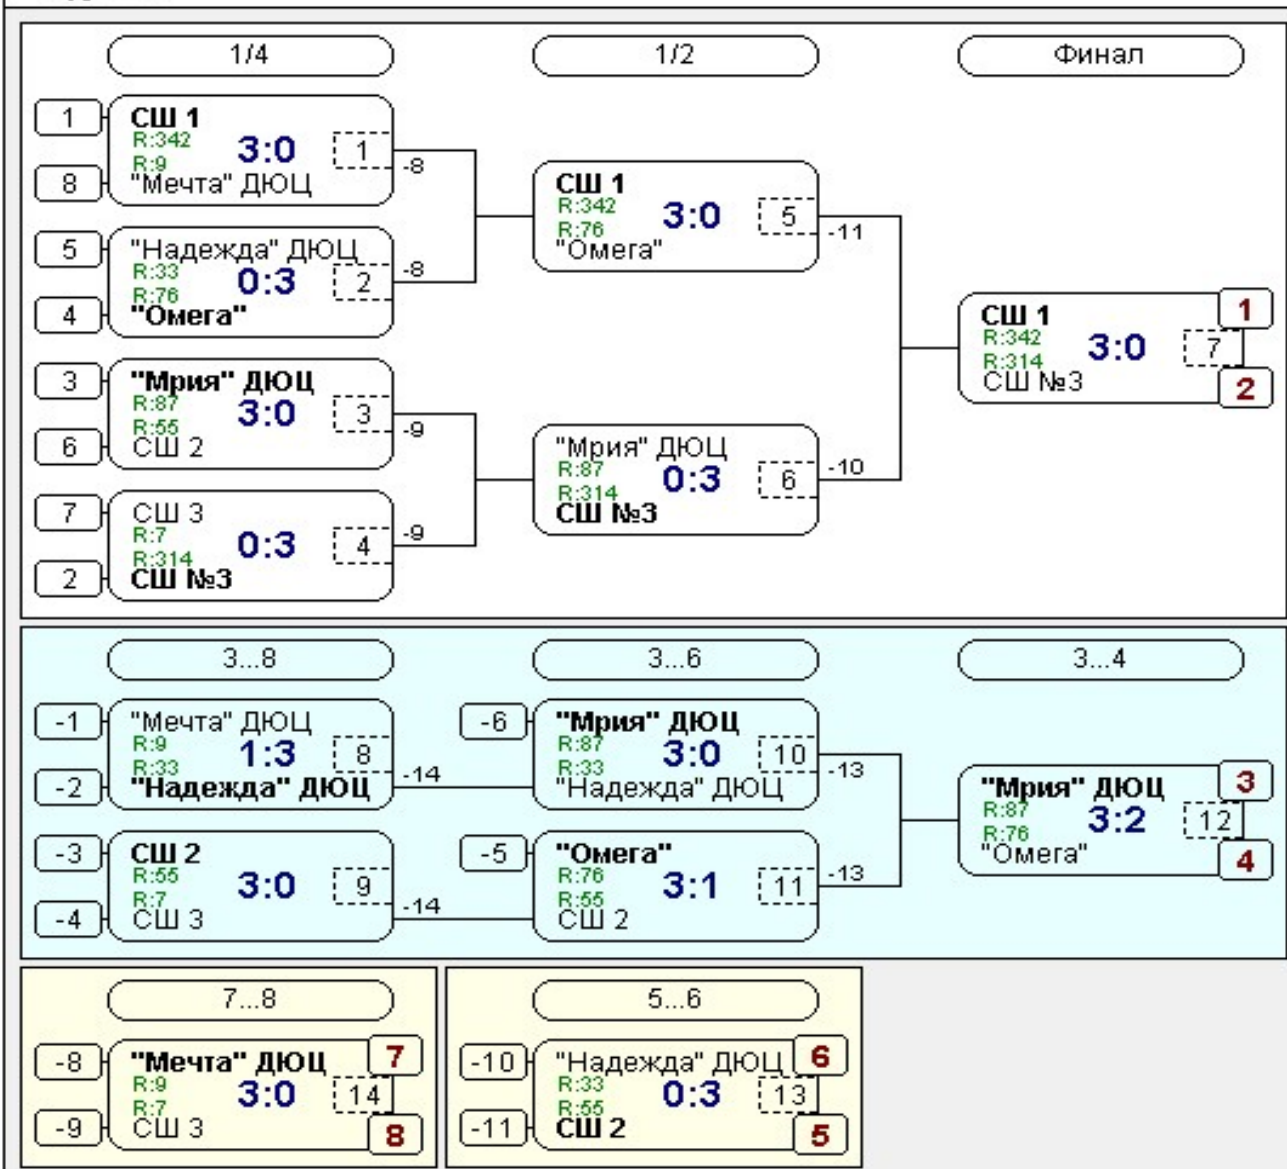 1/4
1/2
Финал
1
СШ 1
R:342
3:0
1
R:9
8
"Мечта" ДЮЦ
-8
5
"Надежда" ДЮЦ
R:33
0:3
2
R:76
4
"Омега"
-8
3
"Мрия" ДЮЦ
R:87
3:0
3
R:55
6
СШ 2
-9
7
СШ 3
R:7
0:3
4
R:314
2
СШ №3
-9
СШ 1
R:342
3:0
5
R:76
"Омега"
-11
"Мрия" ДЮЦ
R:87
0:3
6
R:314
СШ №3
-10
СШ 1
1
R:342
3:0
7
R:314
СШ №3
2
3...8
3...6
3...4
-1
"Мечта" ДЮЦ
R:9
1:3
8
R:33
-2
"Надежда" ДЮЦ
-14
-3
СШ 2
R:55
3:0
9
R:7
-4
СШ 3
-14
-6
"Мрия" ДЮЦ
R:87
3:0
10
R:33
"Надежда" ДЮЦ
-13
-5
"Омега"
R:76
3:1
11
R:55
СШ 2
-13
"Мрия" ДЮЦ
3
R:87
3:2
12
R:76
"Омега"
4
7...8
-8
"Мечта" ДЮЦ
7
R:9
3:0
14
R:7
-9
СШ 3
8
5...6
-10
"Надежда" ДЮЦ
6
R:33
0:3
13
R:55
-11
СШ 2
5